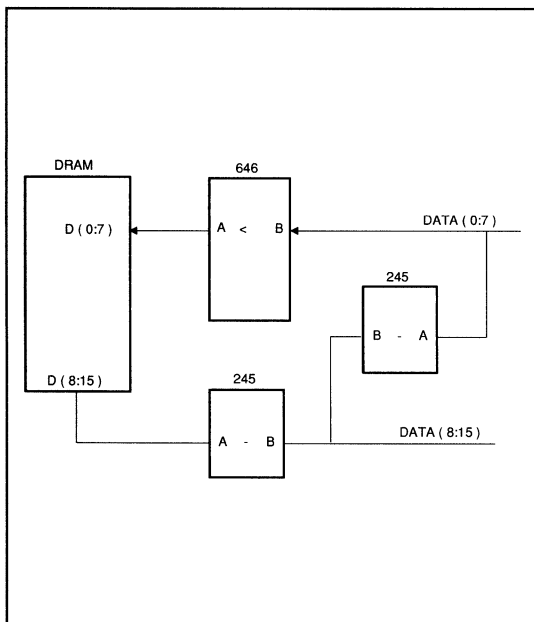 DRAM
646
D ( 0:7 )
A < B
DATA ( 0:7 )
245
B - A
D ( 8:15 )
245
A - B
DATA ( 8:15 )